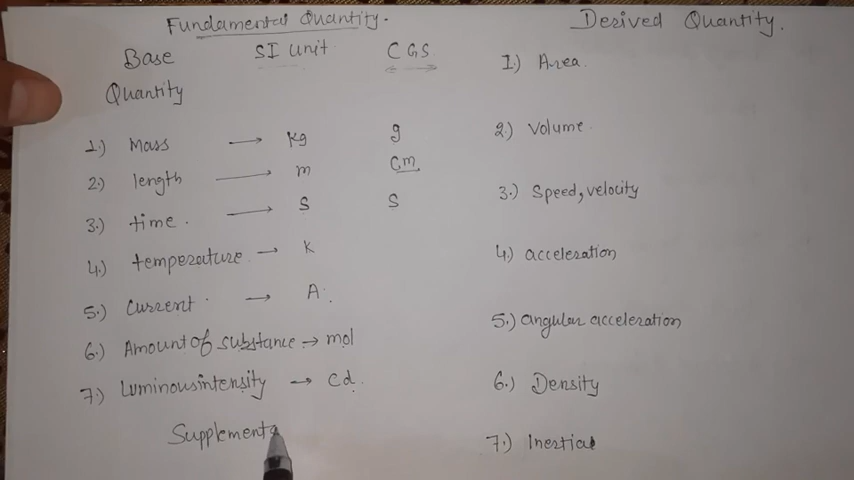 Fundamental Quantity.
Base Quantity SI Unit CGS
1.) Mass → Kg g
2.) length → m Cm
3.) time. → S S
4.) temperature → K
5.) Current. → A.
6.) Amount of substance → mol
7.) Luminous intensity → Cd.
Supplementa
Derived Quantity.
1.) Area.
2.) Volume.
3.) Speed, velocity
4.) acceleration
5.) angular acceleration
6.) Density
7.) Inertia